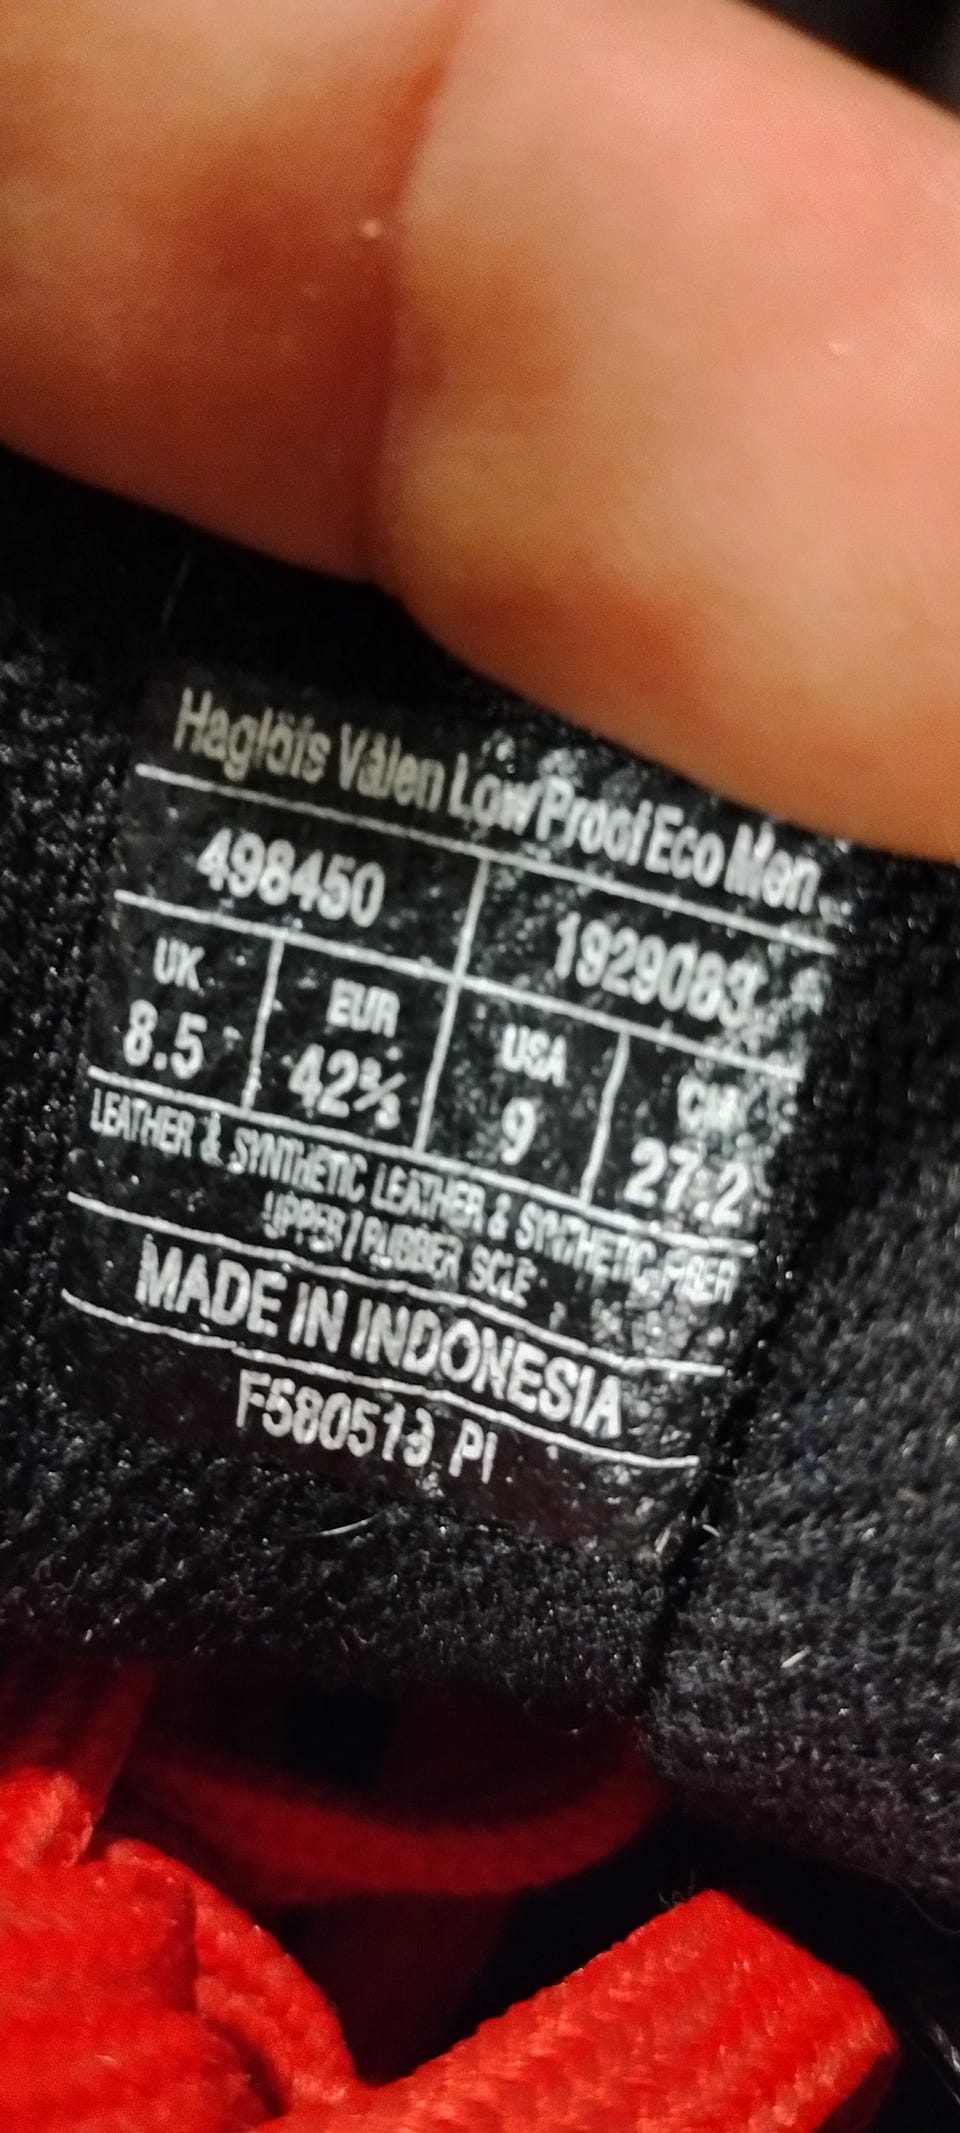 Haglöfs Vålen Low Proof Eco Men
498450 1929083
UK EUR USA CM
8.5 42⅔ 9 27.2
LEATHER & SYNTHETIC LEATHER & SYNTHETIC FIBER
UPPER / RUBBER SOLE
MADE IN INDONESIA
F580513 PI